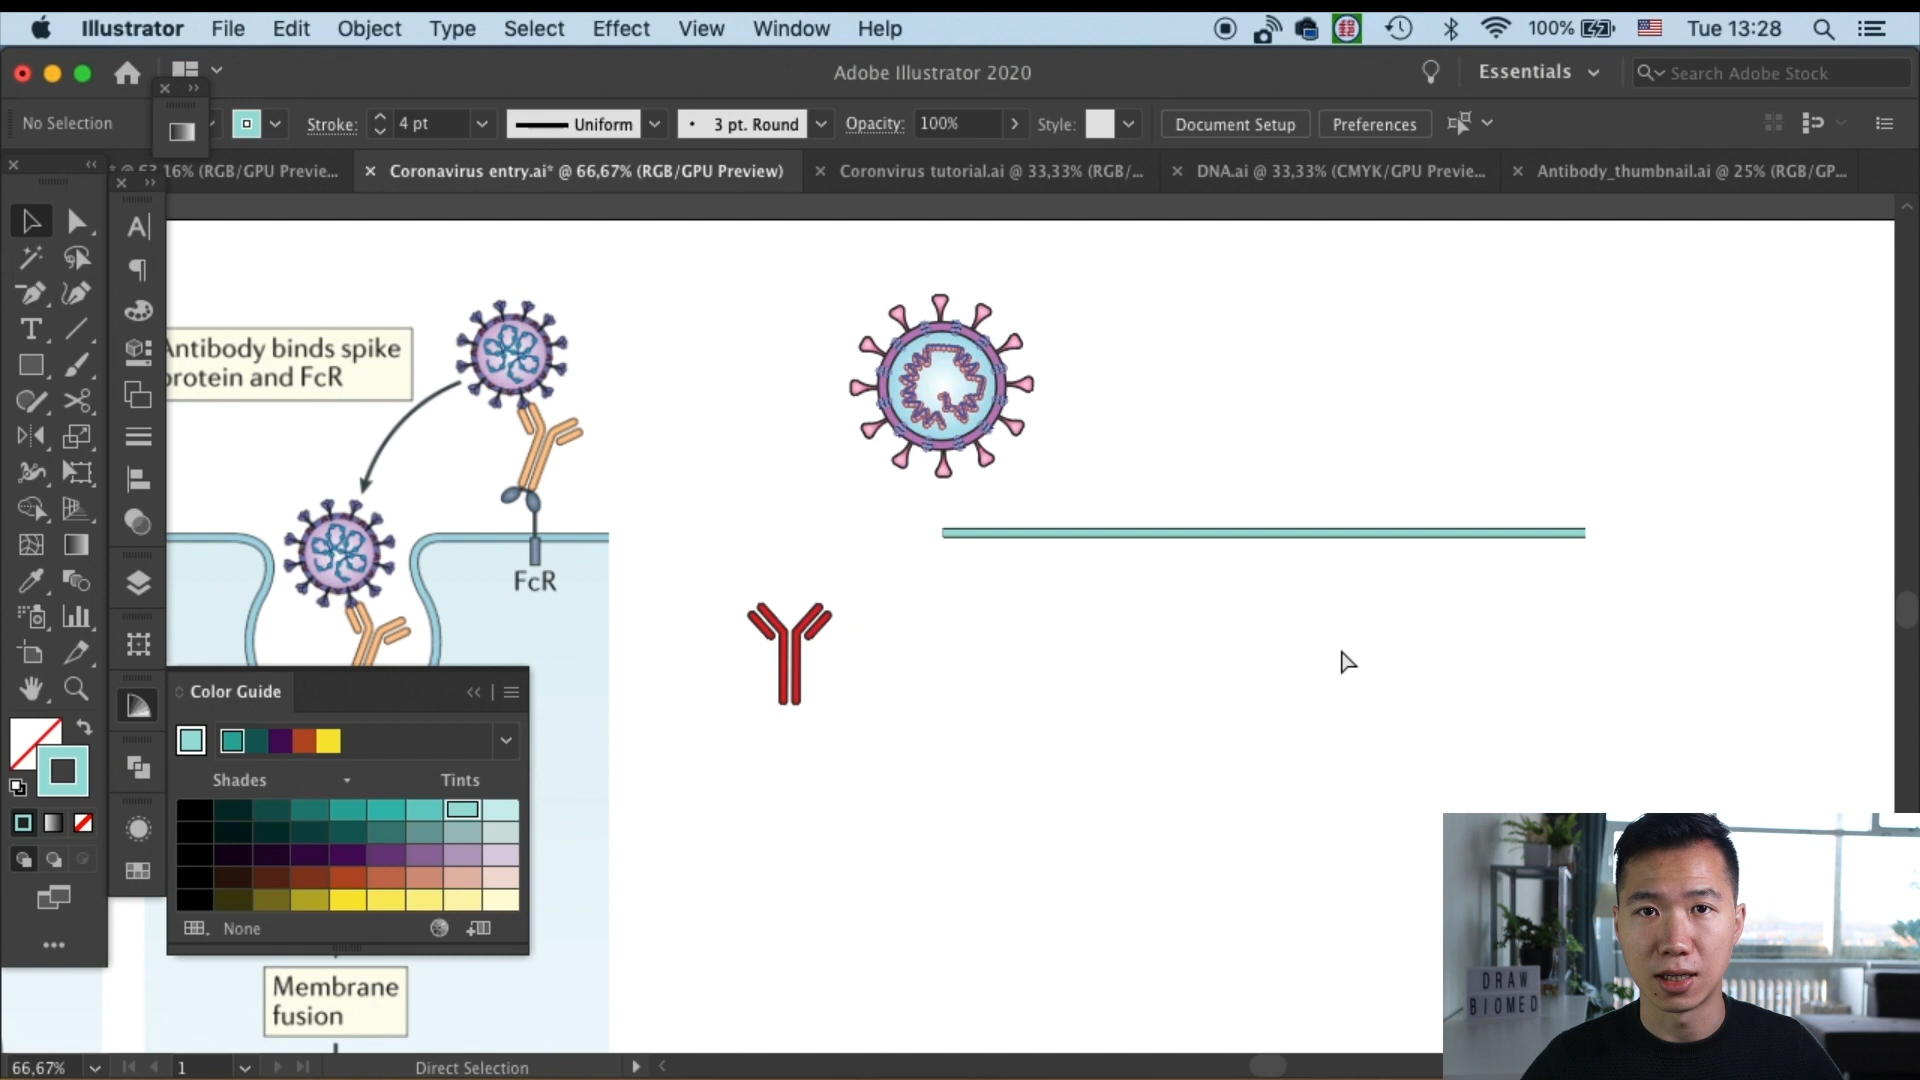 Illustrator File Edit Object Type Select Effect View Window Help 100% Tue 13:28
Adobe Illustrator 2020 Essentials Search Adobe Stock
No Selection Stroke: 4 pt Uniform 3 pt. Round Opacity: 100% Style: Document Setup Preferences
16% (RGB/GPU Previe... Coronavirus entry.ai* @ 66,67% (RGB/GPU Preview) Coronvirus tutorial.ai @ 33,33% (RGB/... DNA.ai @ 33,33% (CMYK/GPU Previe... Antibody_thumbnail.ai @ 25% (RGB/GP...
Antibody binds spike
protein and FcR
FcR
Color Guide
Shades Tints
None
Membrane
fusion
DRAW
BIOMED
66,67% 1 Direct Selection